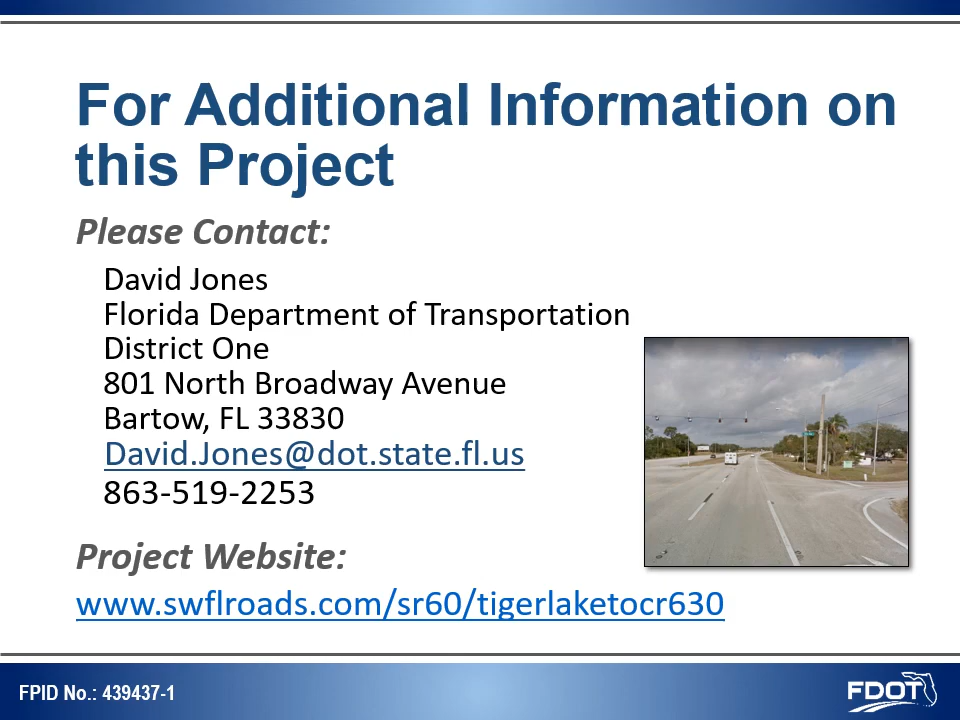 For Additional Information on
this Project
Please Contact:
David Jones
Florida Department of Transportation
District One
801 North Broadway Avenue
Bartow, FL 33830
David.Jones@dot.state.fl.us
863-519-2253
Project Website:
www.swflroads.com/sr60/tigerlaketocr630
FPID No.: 439437-1
FDOT